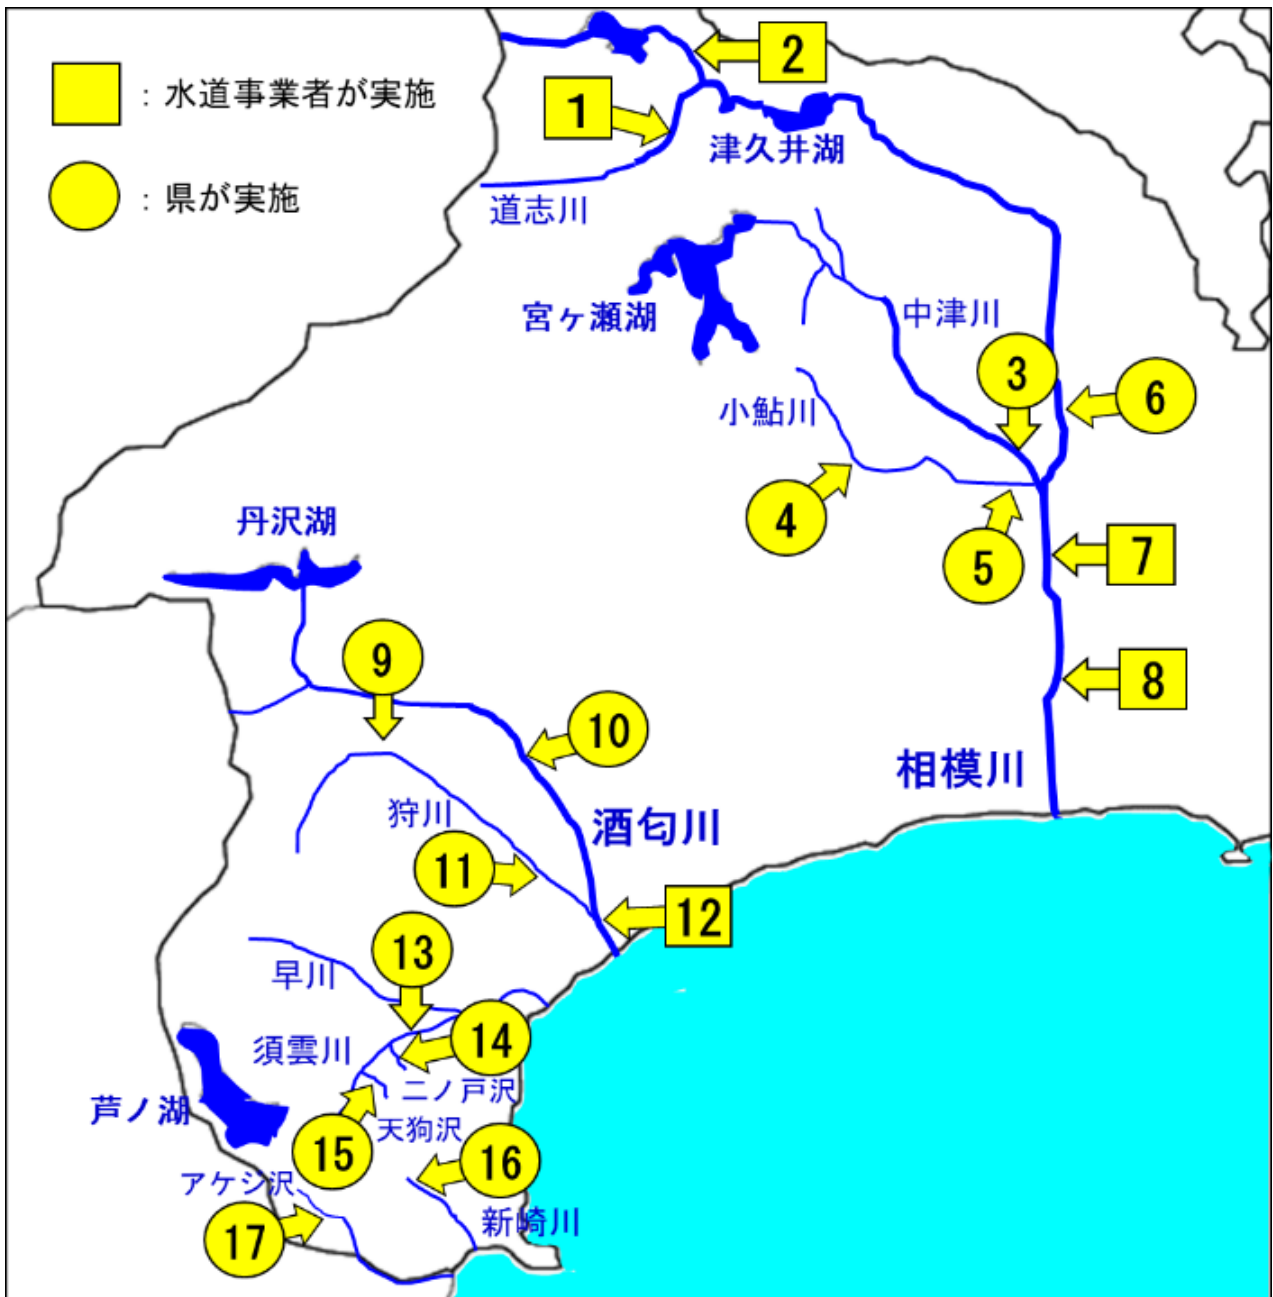 2
：水道事業者が実施
1
津久井湖
：県が実施
道志川
宮ヶ瀬湖
中津川
3
6
小鮎川
4
丹沢湖
5
7
9
8
10
相模川
狩川
酒匂川
11
12
13
早川
14
須雲川
二ノ戸沢
芦ノ湖
天狗沢
15
16
アケジ沢
新崎川
17